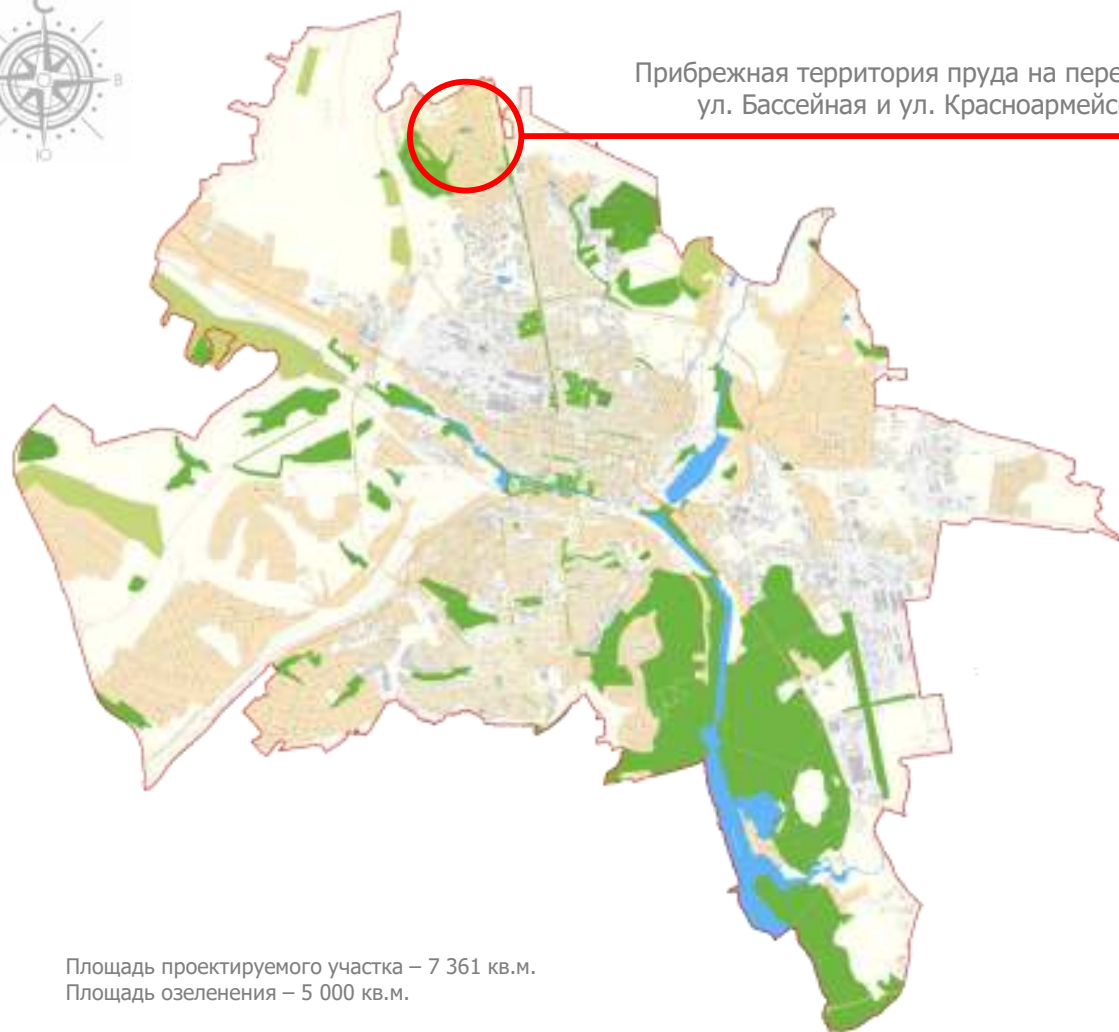 С
В
Ю
Прибрежная территория пруда на пере
ул. Бассейная и ул. Красноармейс
Площадь проектируемого участка – 7 361 кв.м.
Площадь озеленения – 5 000 кв.м.